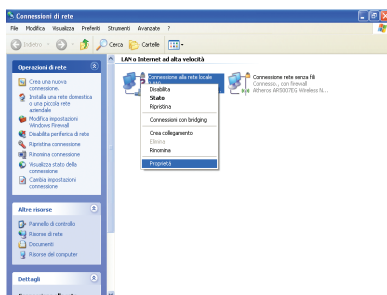 Connessioni di rete
File Modifica Visualizza Preferiti Strumenti Avanzate ?
Indietro Cerca Cartelle
LAN o Internet ad alta velocità
Operazioni di rete
Crea una nuova
connessione.
Installa una rete domestica
o una piccola rete
aziendale
Modifica impostazioni
Windows Firewall
Disabilita periferica di rete
Ripristina connessione
Rinomina connessione
Visualizza stato della
connessione
Cambia impostazioni
connessione
Altre risorse
Pannello di controllo
Risorse di rete
Documenti
Risorse del computer
Dettagli
Connessione alla rete locale
Disabilita
Stato
Ripristina
Connessioni con bridging
Crea collegamento
Elimina
Rinomina
Proprietà
Connessione rete senza fili
Connesso, con firewall
Atheros AR5007EG Wireless N...